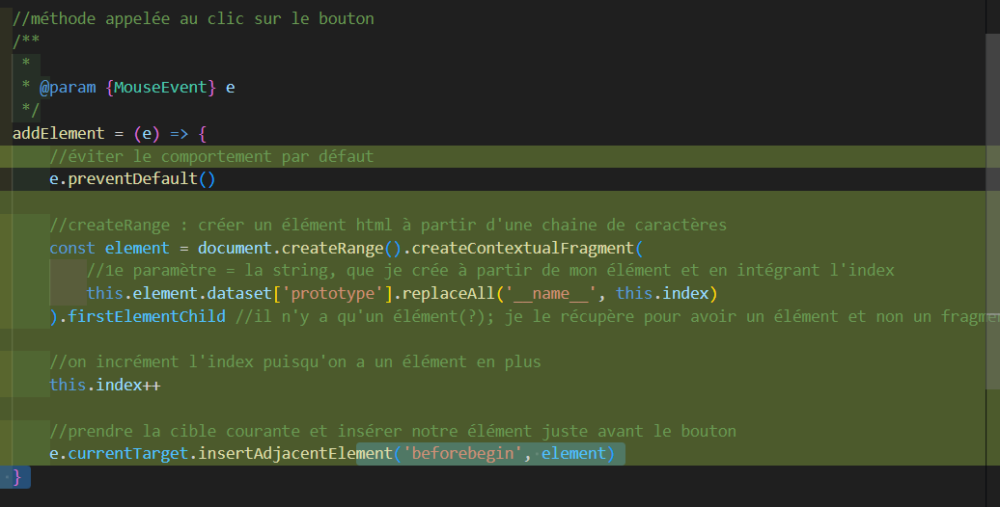 //méthode appelée au clic sur le bouton
/**
 *
 * @param {MouseEvent} e
 */
addElement = (e) => {
    //éviter le comportement par défaut
    e.preventDefault()
    //createRange : créer un élément html à partir d'une chaine de caractères
    const element = document.createRange().createContextualFragment(
        //1e paramètre = la string, que je crée à partir de mon élément et en intégrant l'index
        this.element.dataset['prototype'].replaceAll('__name__', this.index)
    ).firstElementChild //il n'y a qu'un élément(?); je le récupère pour avoir un élément et non un
    //on incrément l'index puisqu'on a un élément en plus
    this.index++
    //prendre la cible courante et insérer notre élément juste avant le bouton
    e.currentTarget.insertAdjacentElement('beforebegin', element)
}